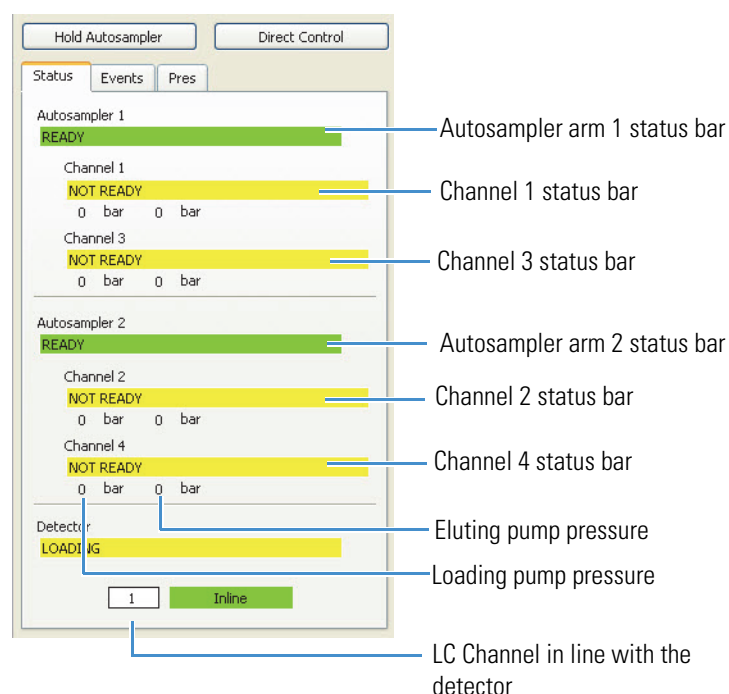 Hold Autosampler Direct Control
Status Events Pres
Autosampler 1
READY
Autosampler arm 1 status bar
Channel 1
NOT READY
Channel 1 status bar
0 bar 0 bar
Channel 3
NOT READY
Channel 3 status bar
0 bar 0 bar
Autosampler 2
READY
Autosampler arm 2 status bar
Channel 2
NOT READY
Channel 2 status bar
0 bar 0 bar
Channel 4
NOT READY
Channel 4 status bar
0 bar 0 bar
Eluting pump pressure
Detector
LOADING
Loading pump pressure
1 Inline
LC Channel in line with the
detector